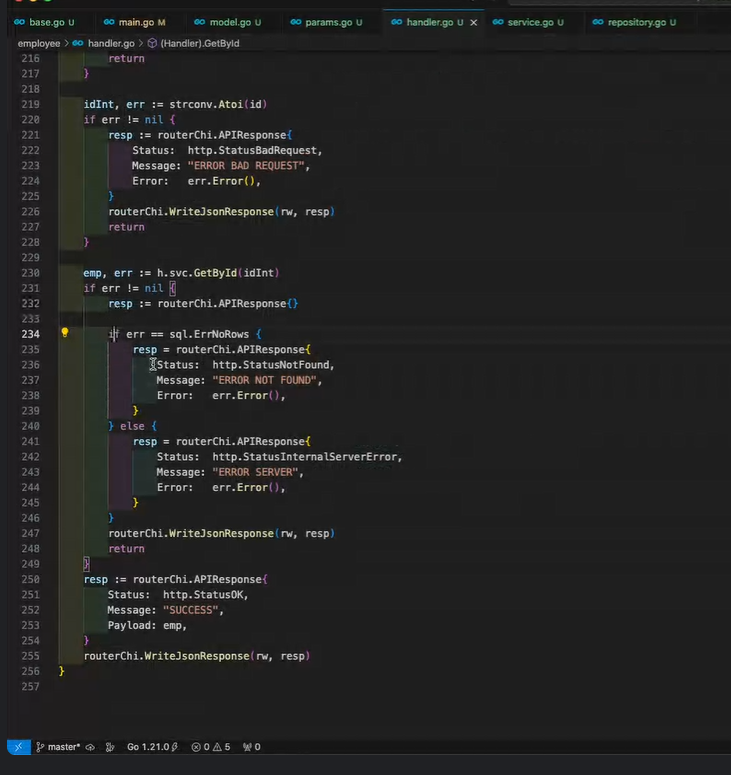 base.go U main.go M model.go U params.go U handler.go U service.go U repository.go U
employee > handler.go > (Handler).GetById
216 return
217 }
218
219 idInt, err := strconv.Atoi(id)
220 if err != nil {
221 resp := routerChi.APIResponse{
222 Status: http.StatusBadRequest,
223 Message: "ERROR BAD REQUEST",
224 Error: err.Error(),
225 }
226 routerChi.WriteJsonResponse(rw, resp)
227 return
228 }
229
230 emp, err := h.svc.GetById(idInt)
231 if err != nil {
232 resp := routerChi.APIResponse{}
233
234 if err == sql.ErrNoRows {
235 resp = routerChi.APIResponse{
236 Status: http.StatusNotFound,
237 Message: "ERROR NOT FOUND",
238 Error: err.Error(),
239 }
240 } else {
241 resp = routerChi.APIResponse{
242 Status: http.StatusInternalServerError,
243 Message: "ERROR SERVER",
244 Error: err.Error(),
245 }
246 }
247 routerChi.WriteJsonResponse(rw, resp)
248 return
249 }
250 resp := routerChi.APIResponse{
251 Status: http.StatusOK,
252 Message: "SUCCESS",
253 Payload: emp,
254 }
255 routerChi.WriteJsonResponse(rw, resp)
256 }
257
master* Go 1.21.0 0 5 0